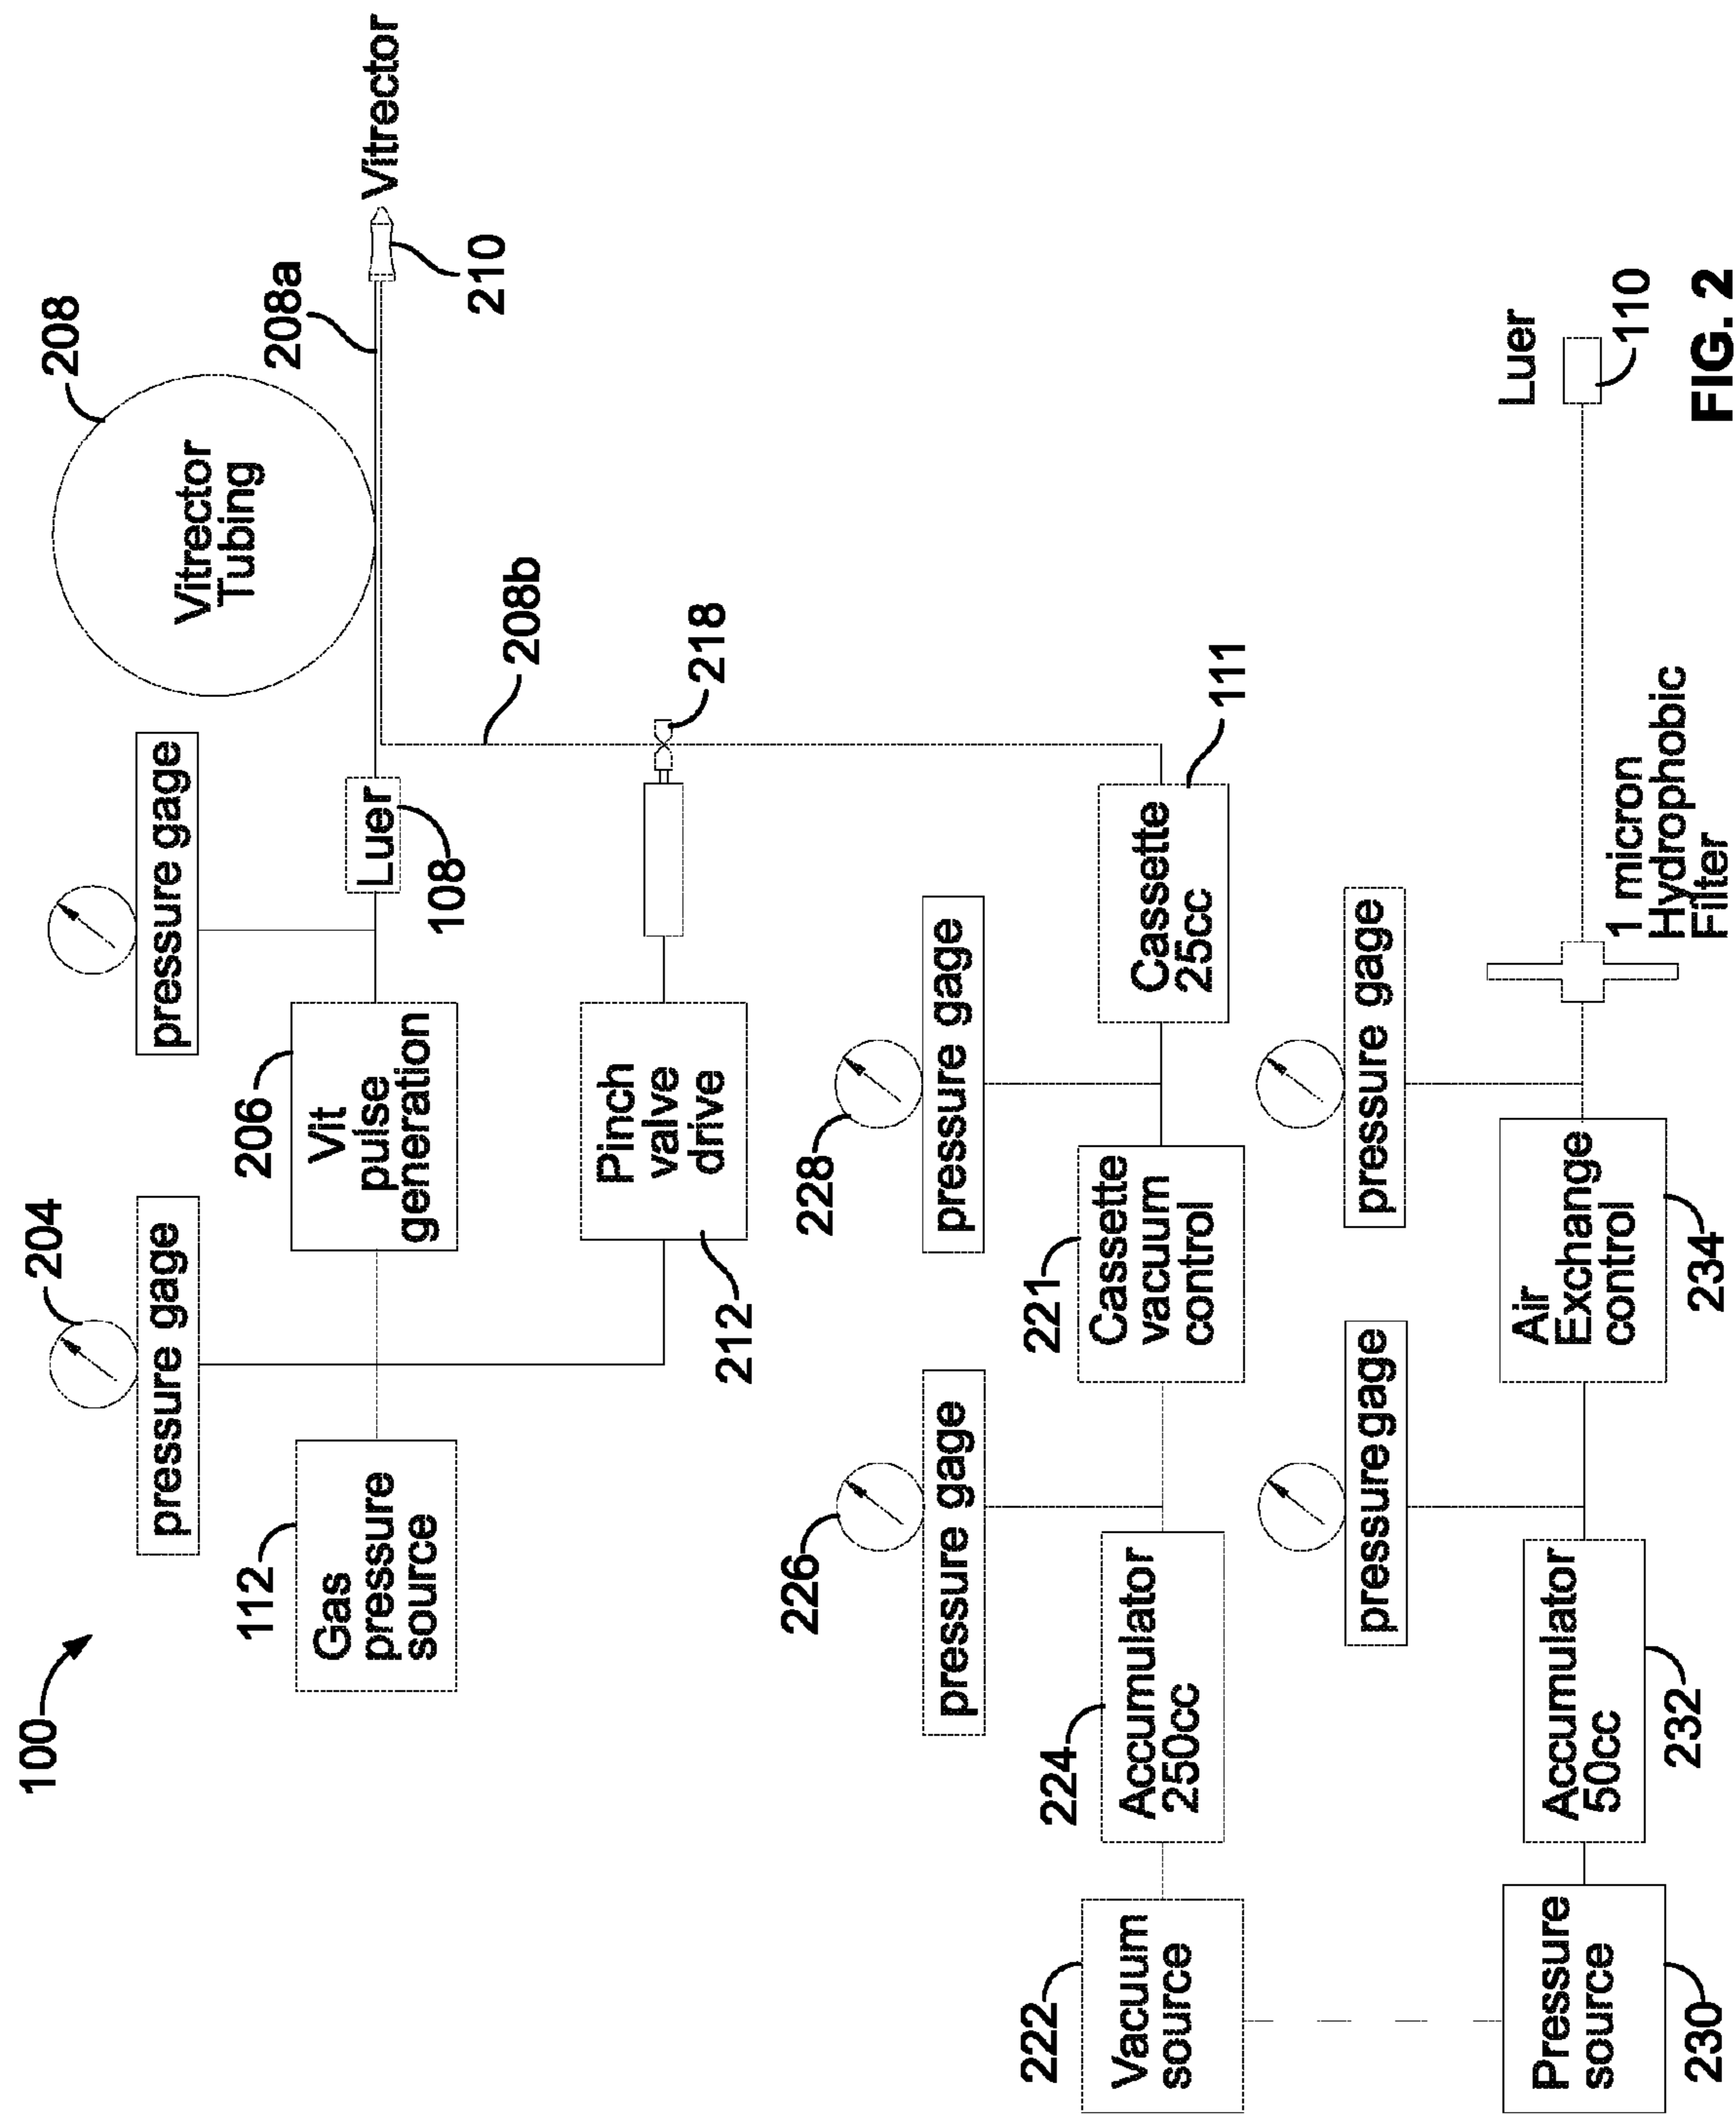 100
204
pressure gage
pressure gage
208
Vitrector
Tubing
112
Gas
pressure
source
206
Vit
pulse
generation
Luer
108
208a
Vitrector
210
212
Pinch
valve
drive
208b
218
226
pressure gage
228
pressure gage
222
Vacuum
source
224
Accumulator
250cc
221
Cassette
vacuum
control
Cassette
25cc
111
pressure gage
pressure gage
230
Pressure
source
232
Accumulator
50cc
234
Air
Exchange
control
1 micron
Hydrophobic
Filter
Luer
110
FIG. 2